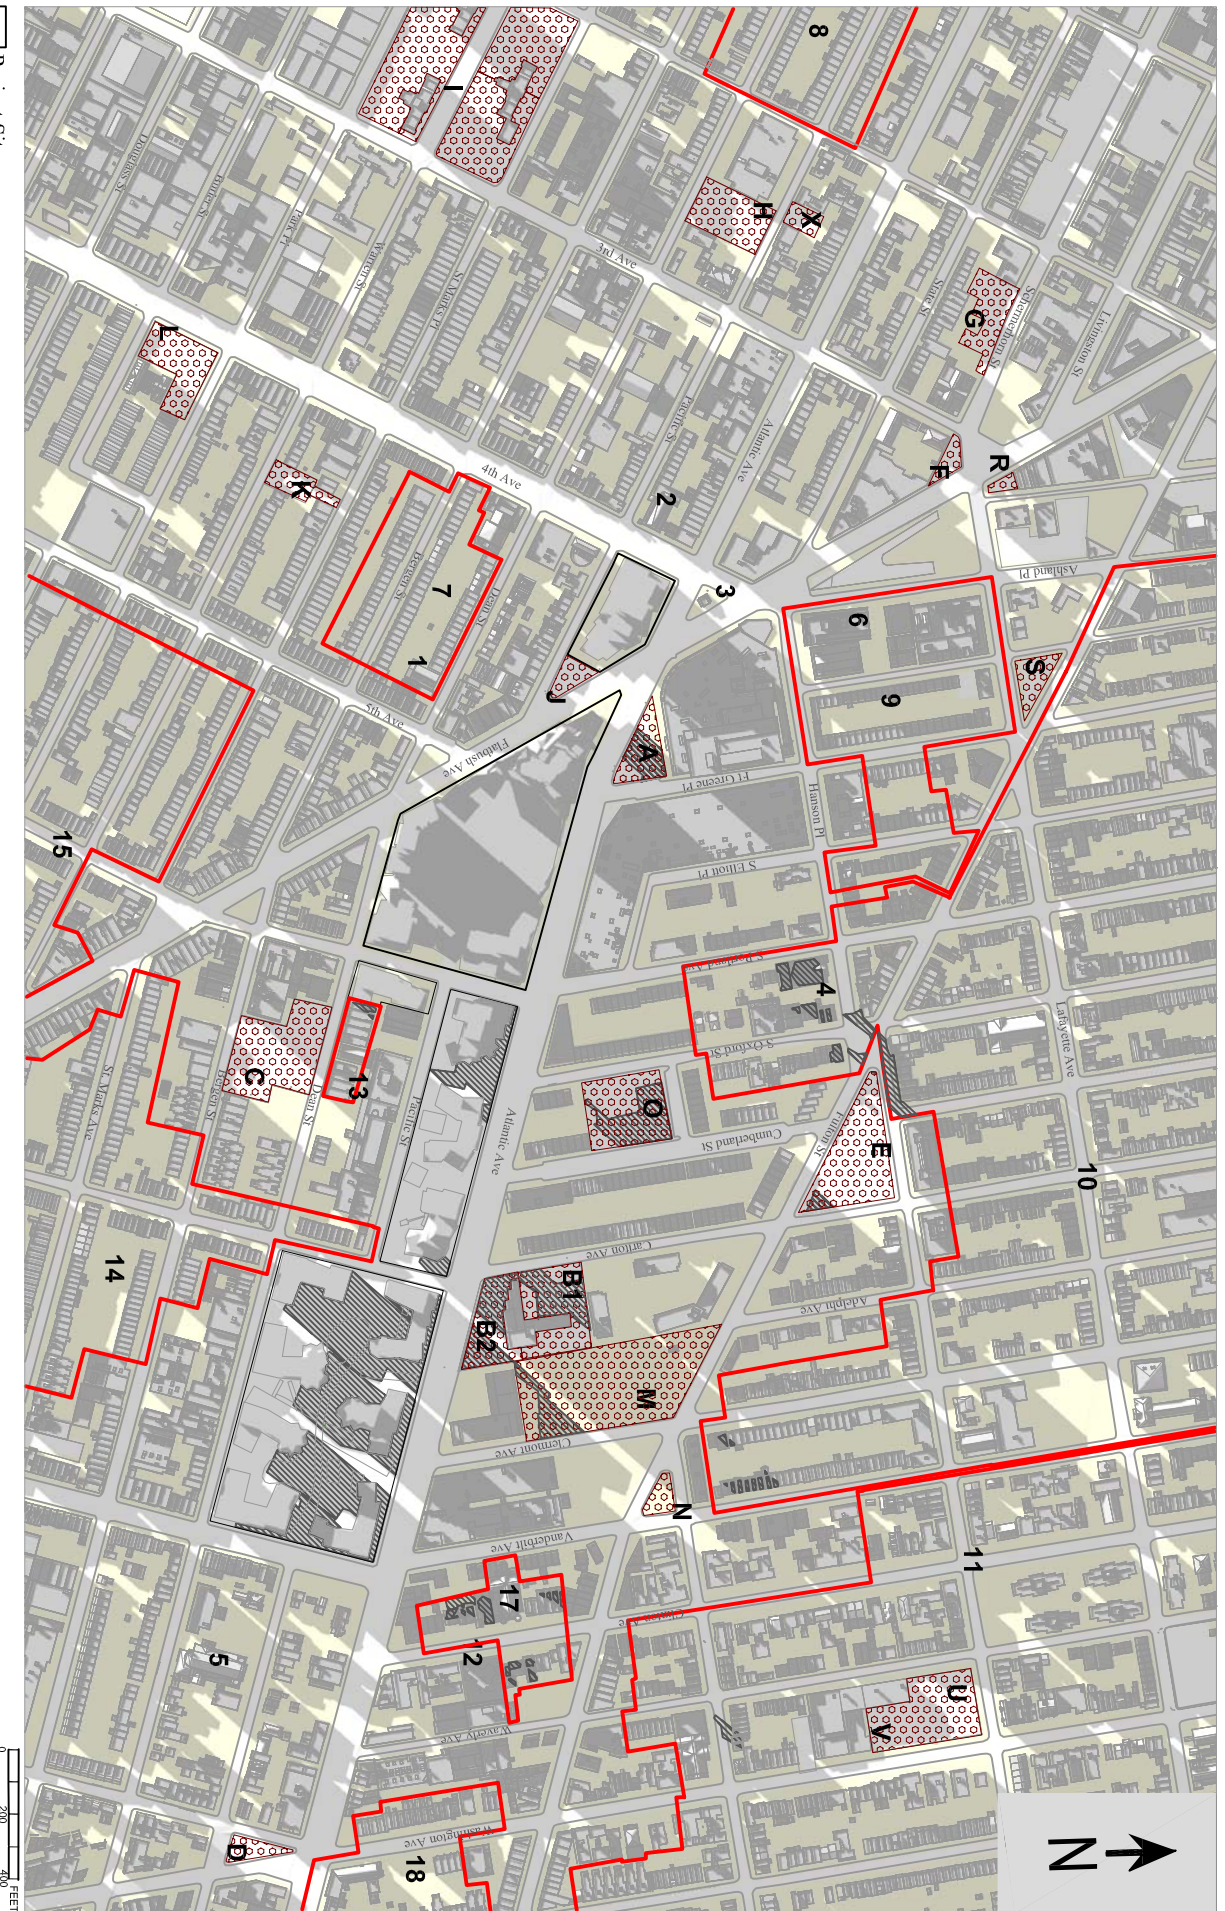 8
I
H
X
G
Douglass St
Butler St
Park Pl
Warren St
St Marks Pl
3rd Ave
State St
Schermerhorn St
Livingston St
L
K
4th Ave
Pacific St
2
Atlantic Ave
F
R
Ashland Pl
7
Bergen St
Dean St
1
3
6
9
S
J
5th Ave
Flatbush Ave
A
Ft Greene Pl
Hanson Pl
S Elliott Pl
15
S Portland Ave
4
S Oxford St
Lafayette Ave
C
13
Dean St
Bergen St
St Marks Ave
Pacific St
Atlantic Ave
O
Cumberland St
Fulton St
E
10
14
Carlton Ave
B1
B2
Adelphi Ave
M
Clermont Ave
N
Vanderbilt Ave
17
12
Clinton Ave
11
5
Waverly Ave
U
V
D
Washington Ave
18
N
0
200
400 FEET